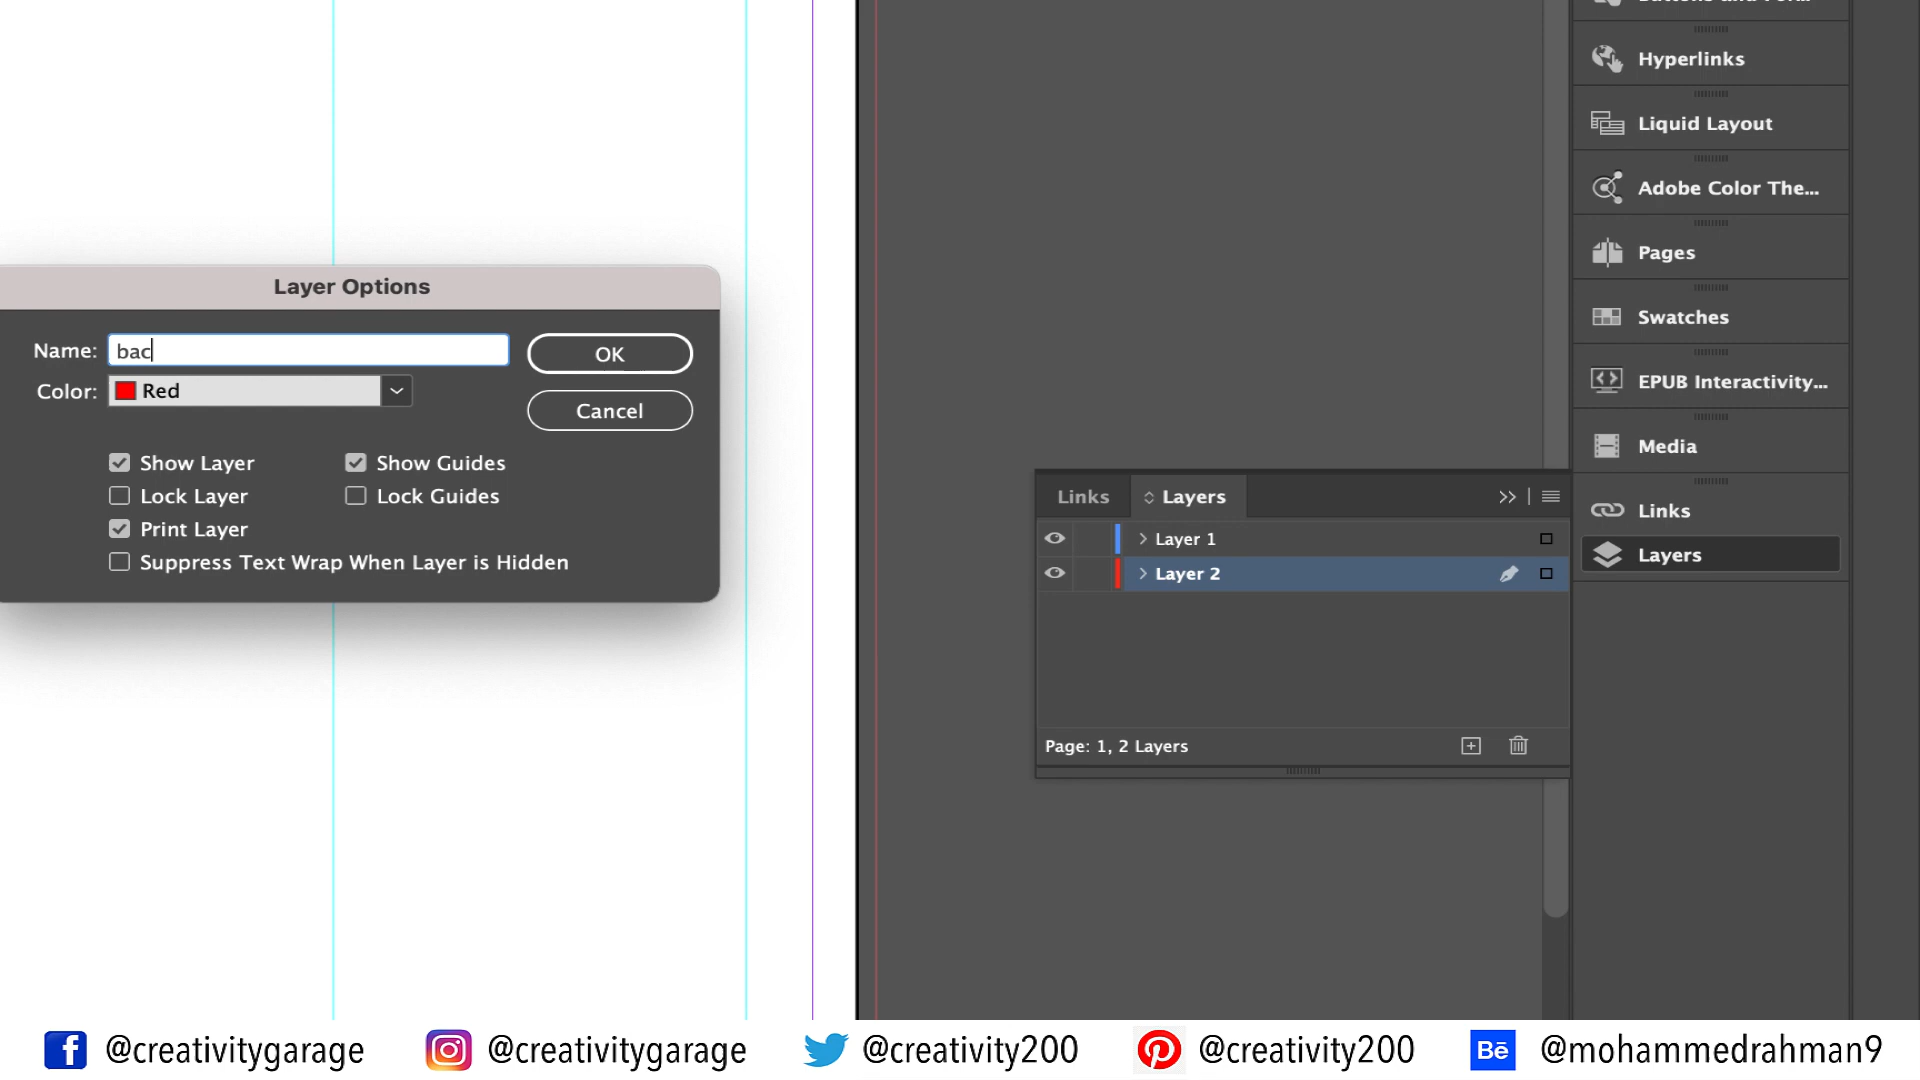 Hyperlinks
Liquid Layout
Adobe Color The...
Pages
Swatches
EPUB Interactivity...
Media
Links
Layers
Layer Options
Name: bac
Color: Red
OK
Cancel
Show Layer
Show Guides
Lock Layer
Lock Guides
Print Layer
Suppress Text Wrap When Layer is Hidden
Links
Layers
Layer 1
Layer 2
Page: 1, 2 Layers
f @creativitygarage
@creativitygarage
@creativity200
@creativity200
Bē @mohammedrahman9